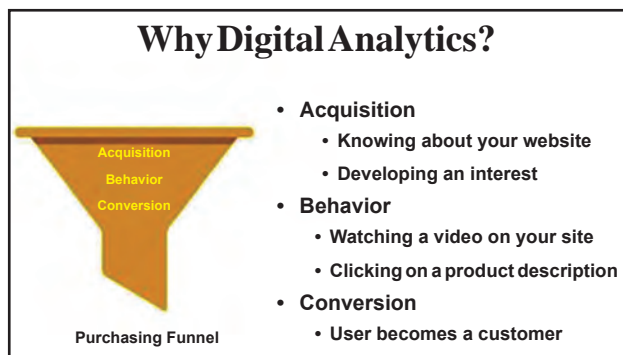 Why Digital Analytics?
Acquisition
Behavior
Conversion
Purchasing Funnel
• Acquisition
• Knowing about your website
• Developing an interest
• Behavior
• Watching a video on your site
• Clicking on a product description
• Conversion
• User becomes a customer